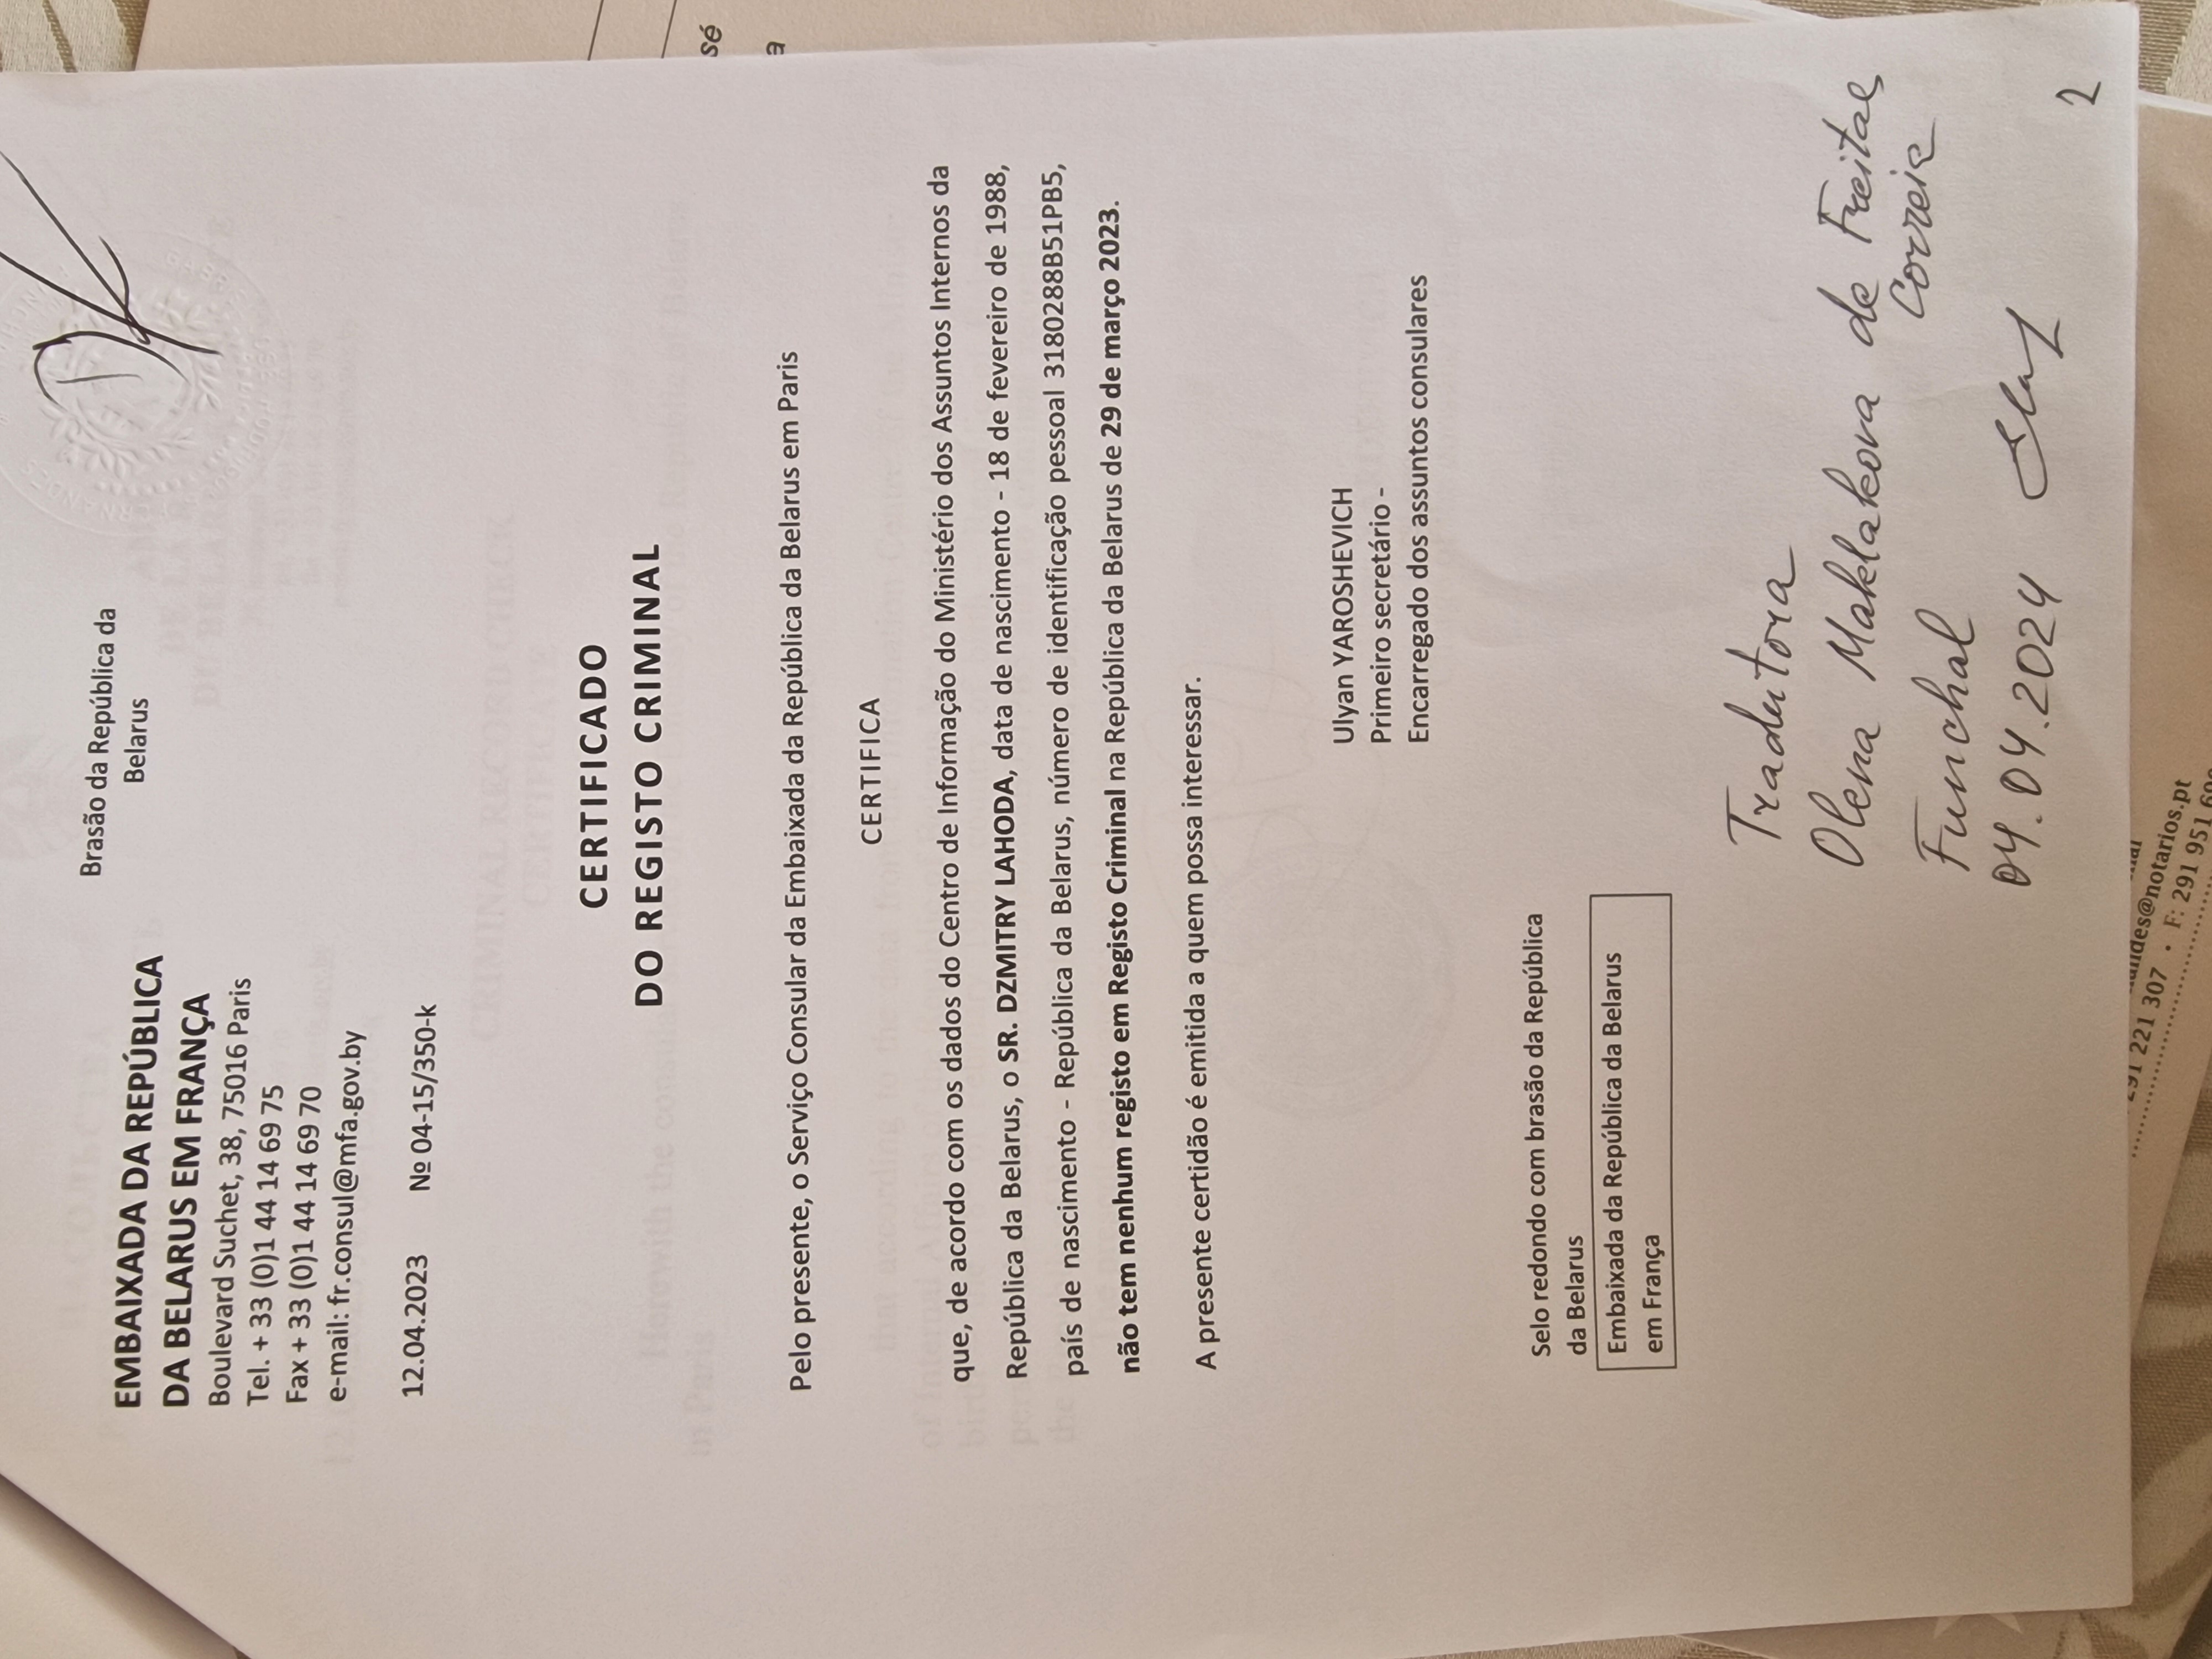 Brasão da República da
Belarus
EMBAIXADA DA REPÚBLICA
DA BELARUS EM FRANÇA
Boulevard Suchet, 38, 75016 Paris
Tel. + 33 (0)1 44 14 69 75
Fax + 33 (0)1 44 14 69 70
e-mail: fr.consul@mfa.gov.by
12.04.2023 Nº 04-15/350-k
CERTIFICADO
DO REGISTO CRIMINAL
Pelo presente, o Serviço Consular da Embaixada da República da Belarus em Paris
CERTIFICA
que, de acordo com os dados do Centro de Informação do Ministério dos Assuntos Internos da
República da Belarus, o SR. DZMITRY LAHODA, data de nascimento - 18 de fevereiro de 1988,
país de nascimento - República da Belarus, número de identificação pessoal 3180288B51PB5,
não tem nenhum registo em Registo Criminal na República da Belarus de 29 de março 2023.
A presente certidão é emitida a quem possa interessar.
Ulyan YAROSHEVICH
Primeiro secretário -
Encarregado dos assuntos consulares
Selo redondo com brasão da República
da Belarus
Embaixada da República da Belarus
em França
Tradutora
Olena Maklakova de Freitas
Correia
Funchal
04.04.2024
2
@notarios.pt
291 221 307 • F: 291 951
sé
a